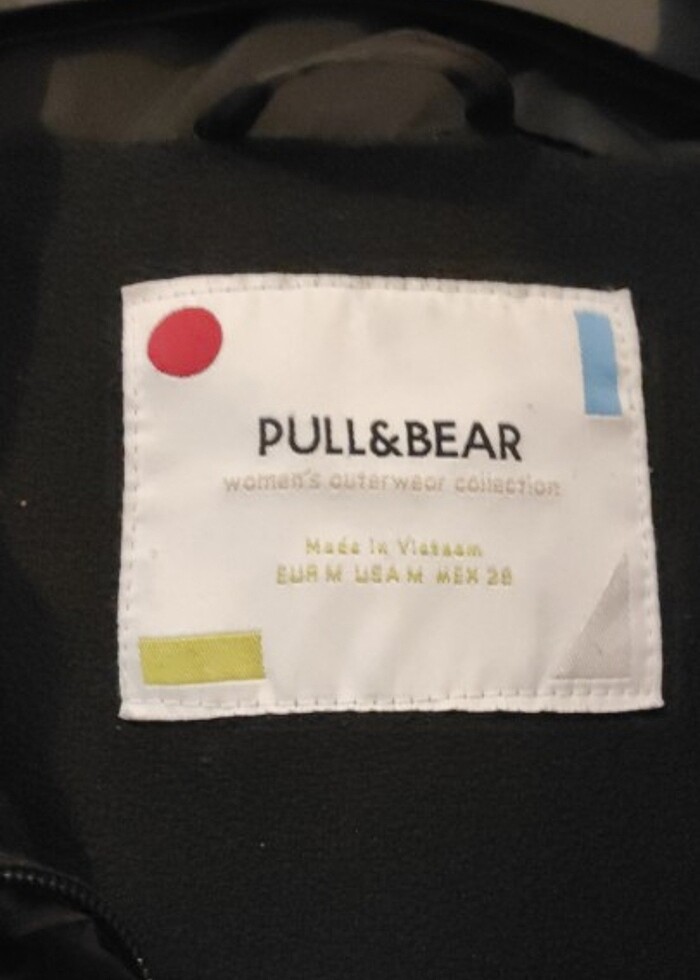 PULL&BEAR
women's outerwear collection
Made in Vietnam
EUR M USA M MEX 28